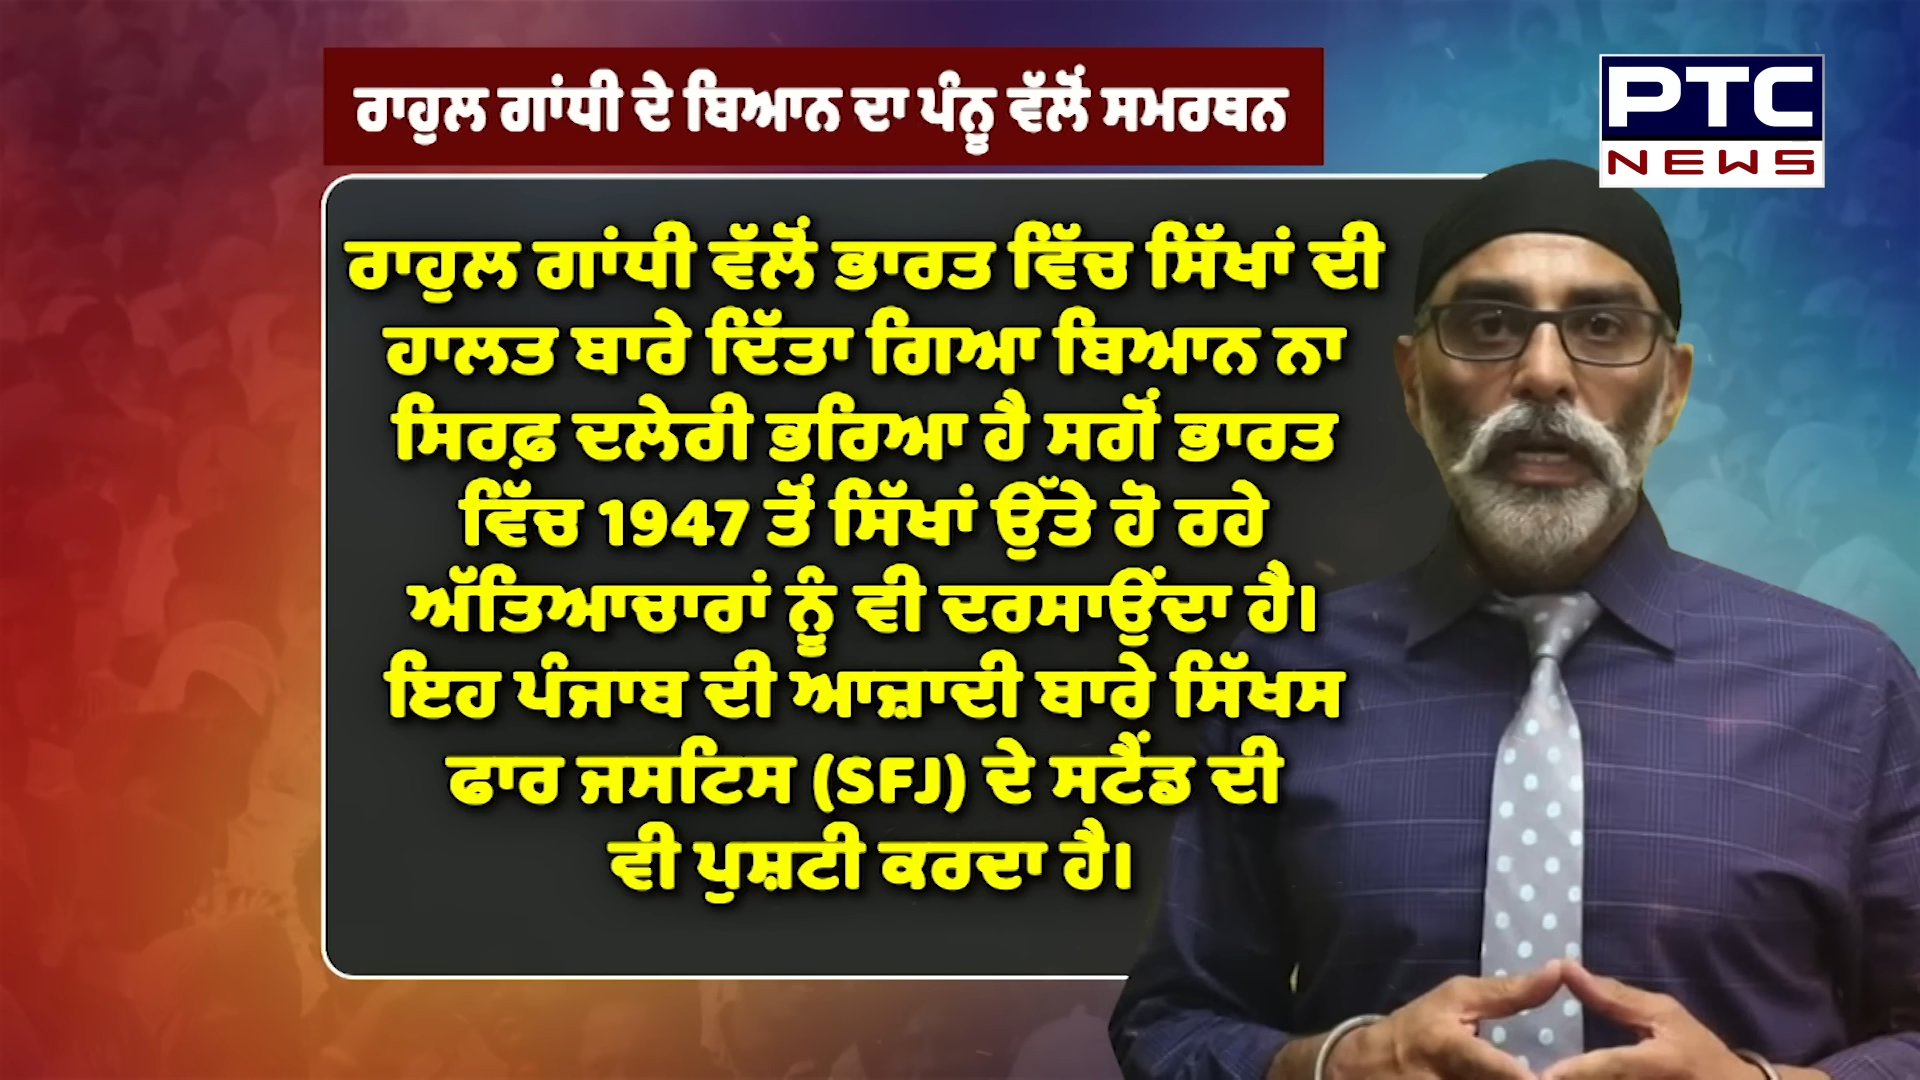 ਰਾਹੁਲ ਗਾਂਧੀ ਦੇ ਬਿਆਨ ਦਾ ਪੰਨੂ ਵੱਲੋਂ ਸਮਰਥਨ
PTC
NEWS
ਰਾਹੁਲ ਗਾਂਧੀ ਵੱਲੋਂ ਭਾਰਤ ਵਿੱਚ ਸਿੱਖਾਂ ਦੀ
ਹਾਲਤ ਬਾਰੇ ਦਿੱਤਾ ਗਿਆ ਬਿਆਨ ਨਾ
ਸਿਰਫ਼ ਦਲੇਰੀ ਭਰਿਆ ਹੈ ਸਗੋਂ ਭਾਰਤ
ਵਿੱਚ 1947 ਤੋਂ ਸਿੱਖਾਂ ਉੱਤੇ ਹੋ ਰਹੇ
ਅੱਤਿਆਚਾਰਾਂ ਨੂੰ ਵੀ ਦਰਸਾਉਂਦਾ ਹੈ।
ਇਹ ਪੰਜਾਬ ਦੀ ਆਜ਼ਾਦੀ ਬਾਰੇ ਸਿੱਖਸ
ਫਾਰ ਜਸਟਿਸ (SFJ) ਦੇ ਸਟੈਂਡ ਦੀ
ਵੀ ਪੁਸ਼ਟੀ ਕਰਦਾ ਹੈ।